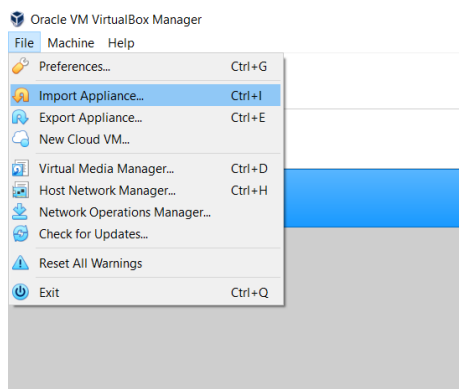 Oracle VM VirtualBox Manager
File Machine Help
Preferences... Ctrl+G
Import Appliance... Ctrl+I
Export Appliance... Ctrl+E
New Cloud VM...
Virtual Media Manager... Ctrl+D
Host Network Manager... Ctrl+H
Network Operations Manager...
Check for Updates...
Reset All Warnings
Exit Ctrl+Q